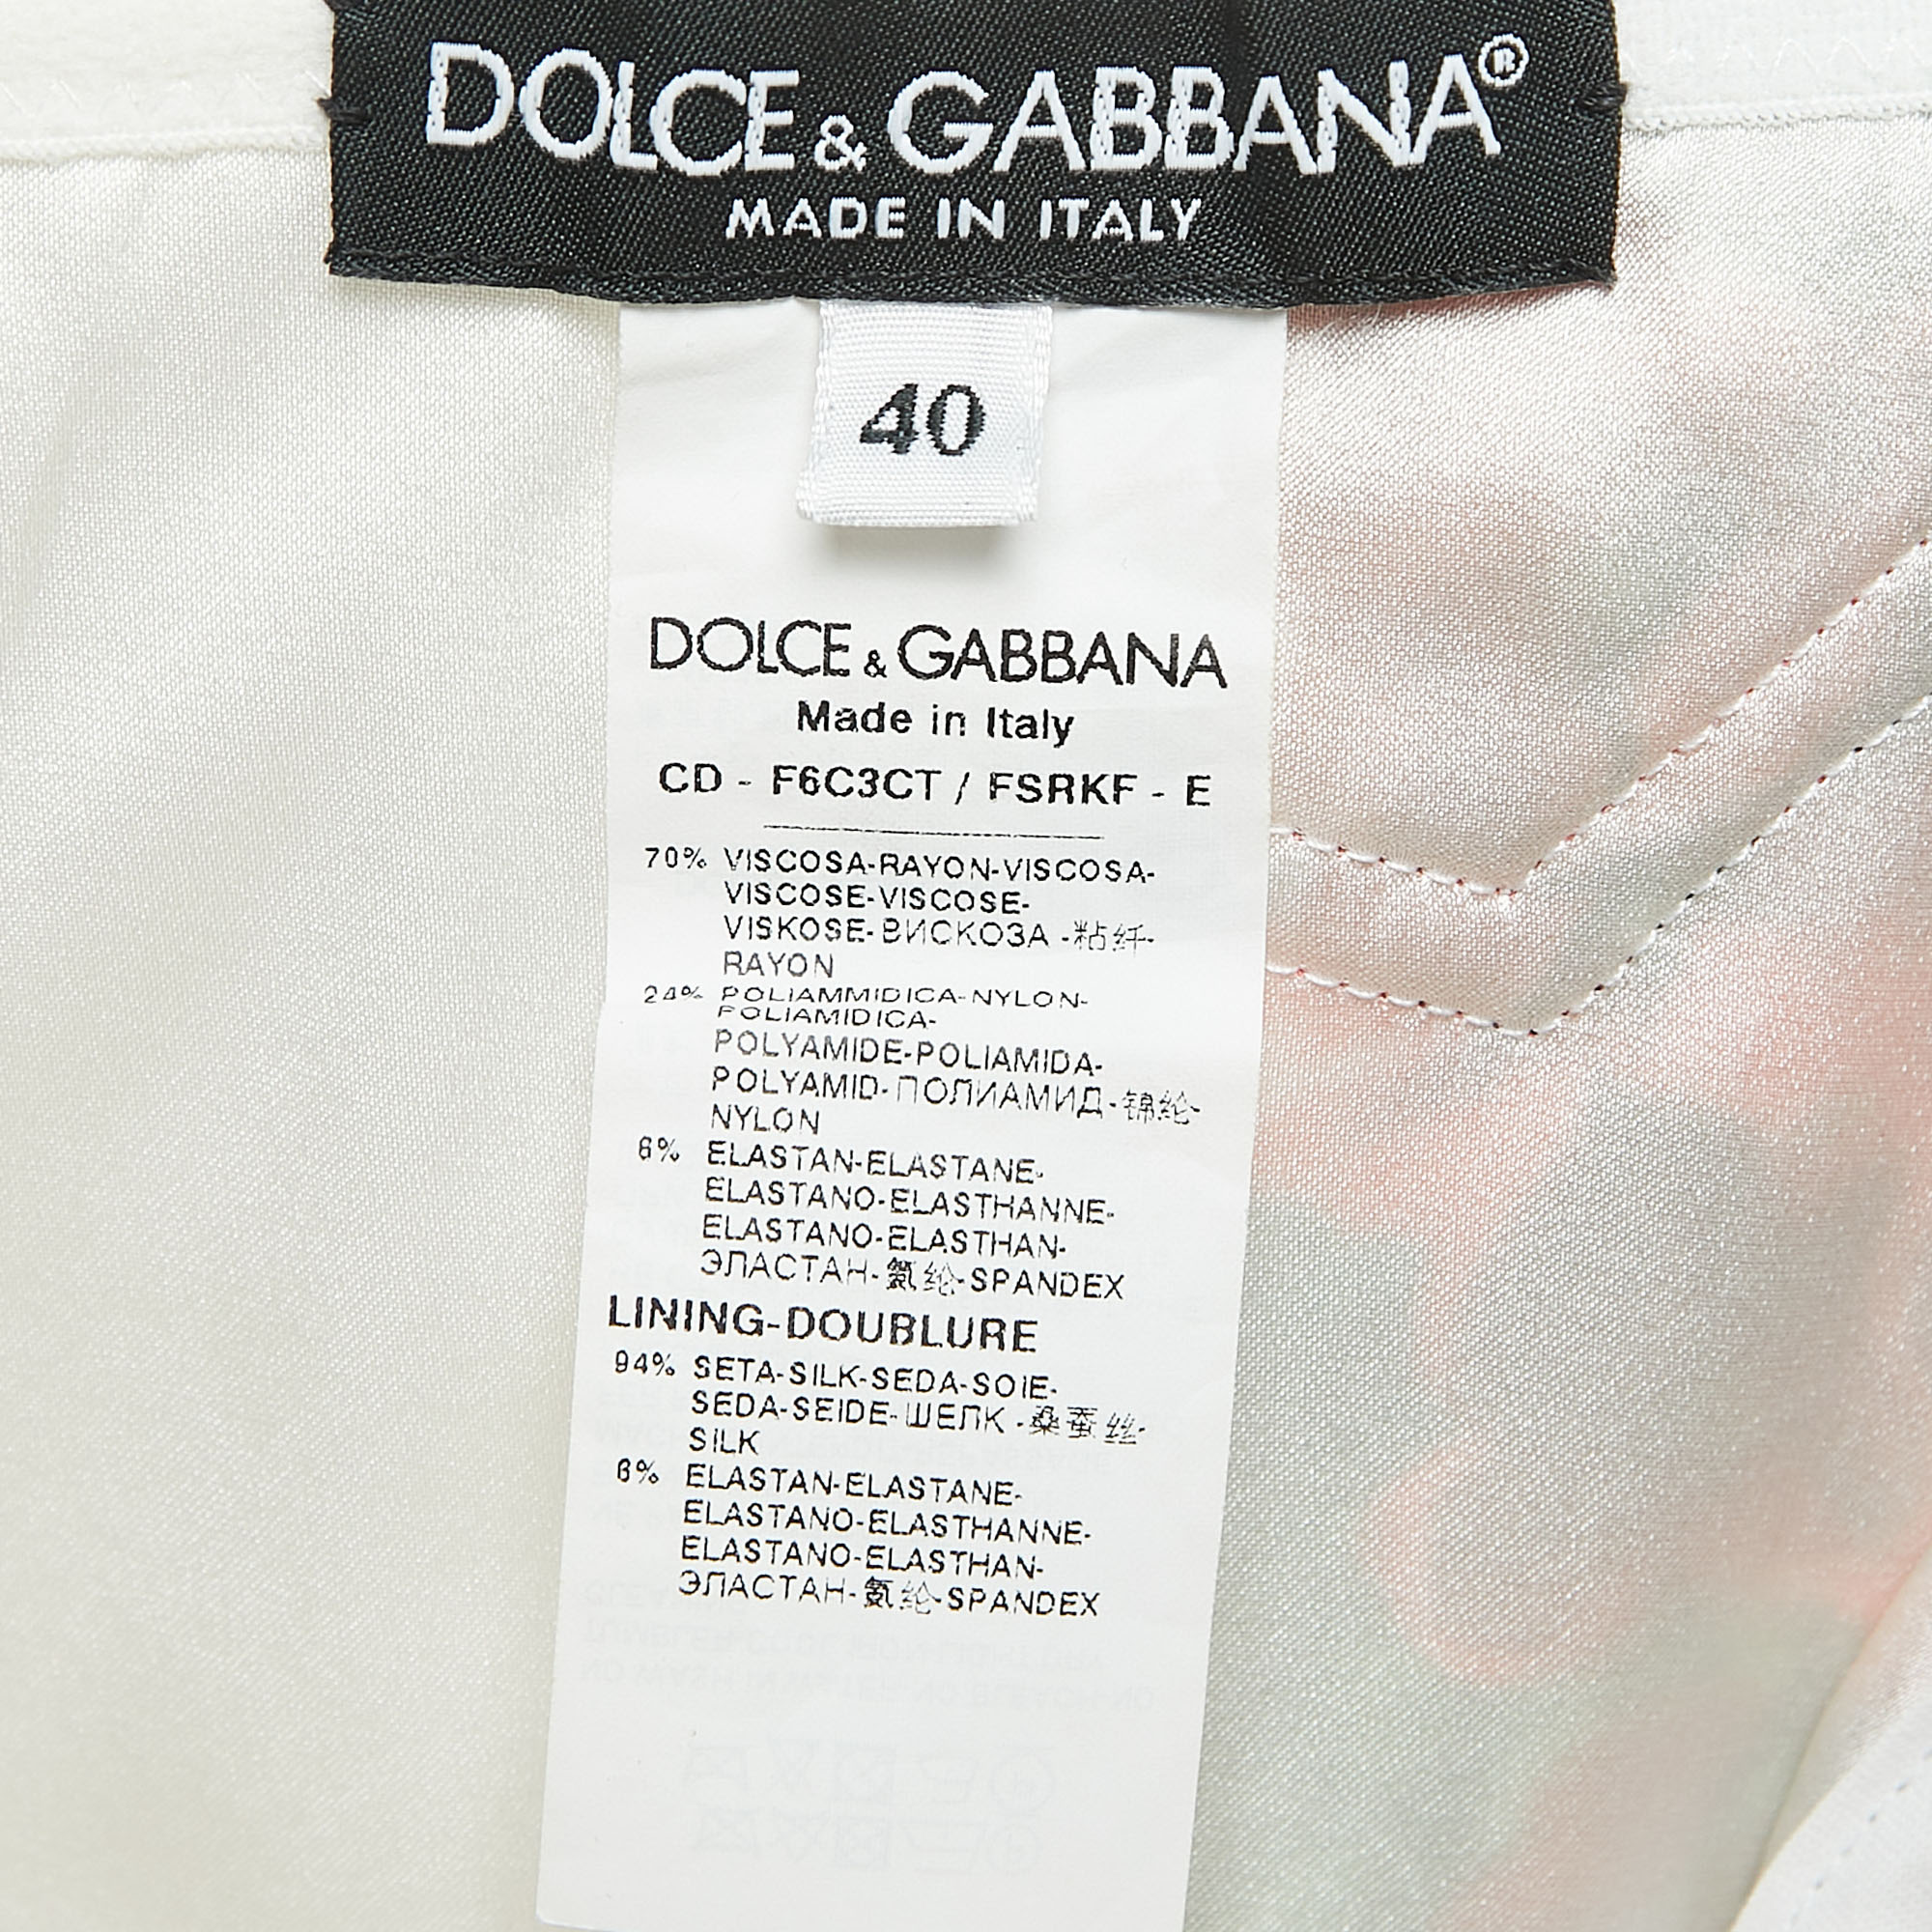 DOLCE & GABBANA®
MADE IN ITALY
40
DOLCE & GABBANA
Made in Italy
CD - F6C3CT / FSRKF - E
70% VISCOSA-RAYON-VISCOSA-
VISCOSE-VISCOSE-
VISKOSE-ВИСКОЗА -粘纤-
RAYON
24% POLIAMMIDICA-NYLON-
POLIAMIDICA-
POLYAMIDE-POLIAMIDA-
POLYAMID-ПОЛИАМИД-锦纶-
NYLON
6% ELASTAN-ELASTANE-
ELASTANO-ELASTHANNE-
ELASTANO-ELASTHAN-
ЭЛАСТАН-氨纶-SPANDEX
LINING-DOUBLURE
94% SETA-SILK-SEDA-SOIE-
SEDA-SEIDE-ШЕЛК -桑蚕丝-
SILK
6% ELASTAN-ELASTANE-
ELASTANO-ELASTHANNE-
ELASTANO-ELASTHAN-
ЭЛАСТАН-氨纶-SPANDEX